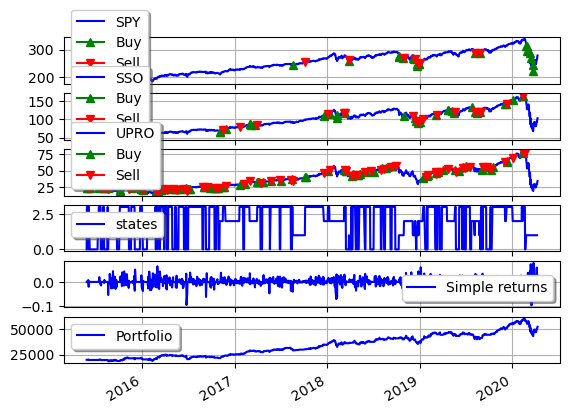 SPY
Buy
Sell
300
200
SSO
Buy
Sell
150
100
50
UPRO
Buy
Sell
75
50
25
states
2.5
0.0
Simple returns
0.0
−0.1
Portfolio
50000
25000
2016
2017
2018
2019
2020